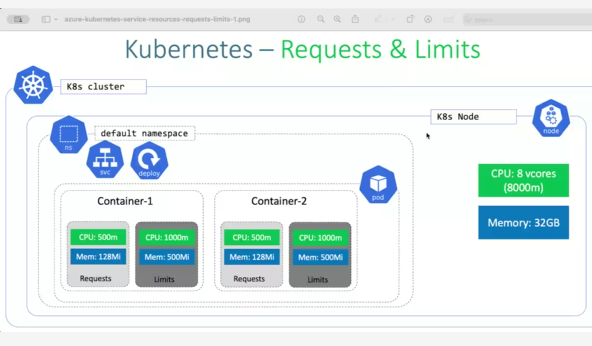 azure-kubernetes-service-resources-requests-limits-1.png
Search
Kubernetes – Requests & Limits
K8s cluster
K8s Node
node
default namespace
ns
svc
deploy
pod
CPU: 8 vcores
(8000m)
Memory: 32GB
Container-1
Container-2
CPU: 500m
CPU: 1000m
CPU: 500m
CPU: 1000m
Mem: 128Mi
Mem: 500Mi
Mem: 128Mi
Mem: 500Mi
Requests
Limits
Requests
Limits